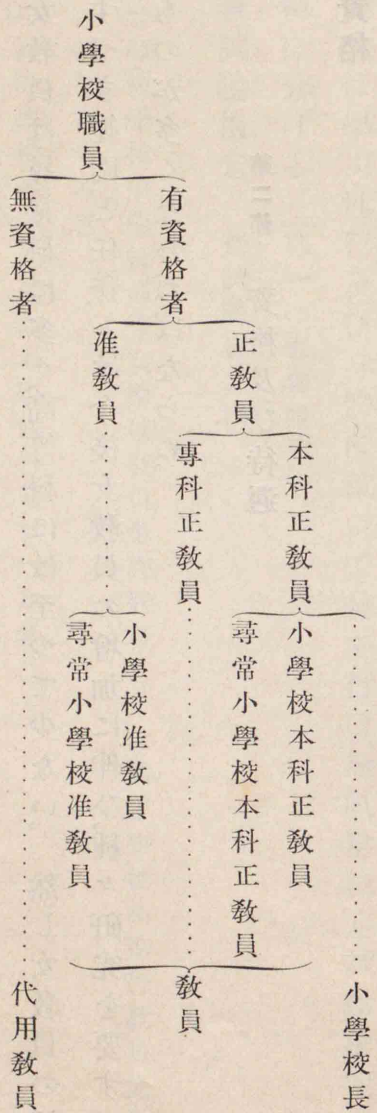 小學校職員
有資格者
無資格者
正教員
准教員
本科正教員
專科正教員
小學校長
小學校本科正教員
尋常小學校本科正教員
小學校准教員
尋常小學校准教員
教員
代用教員